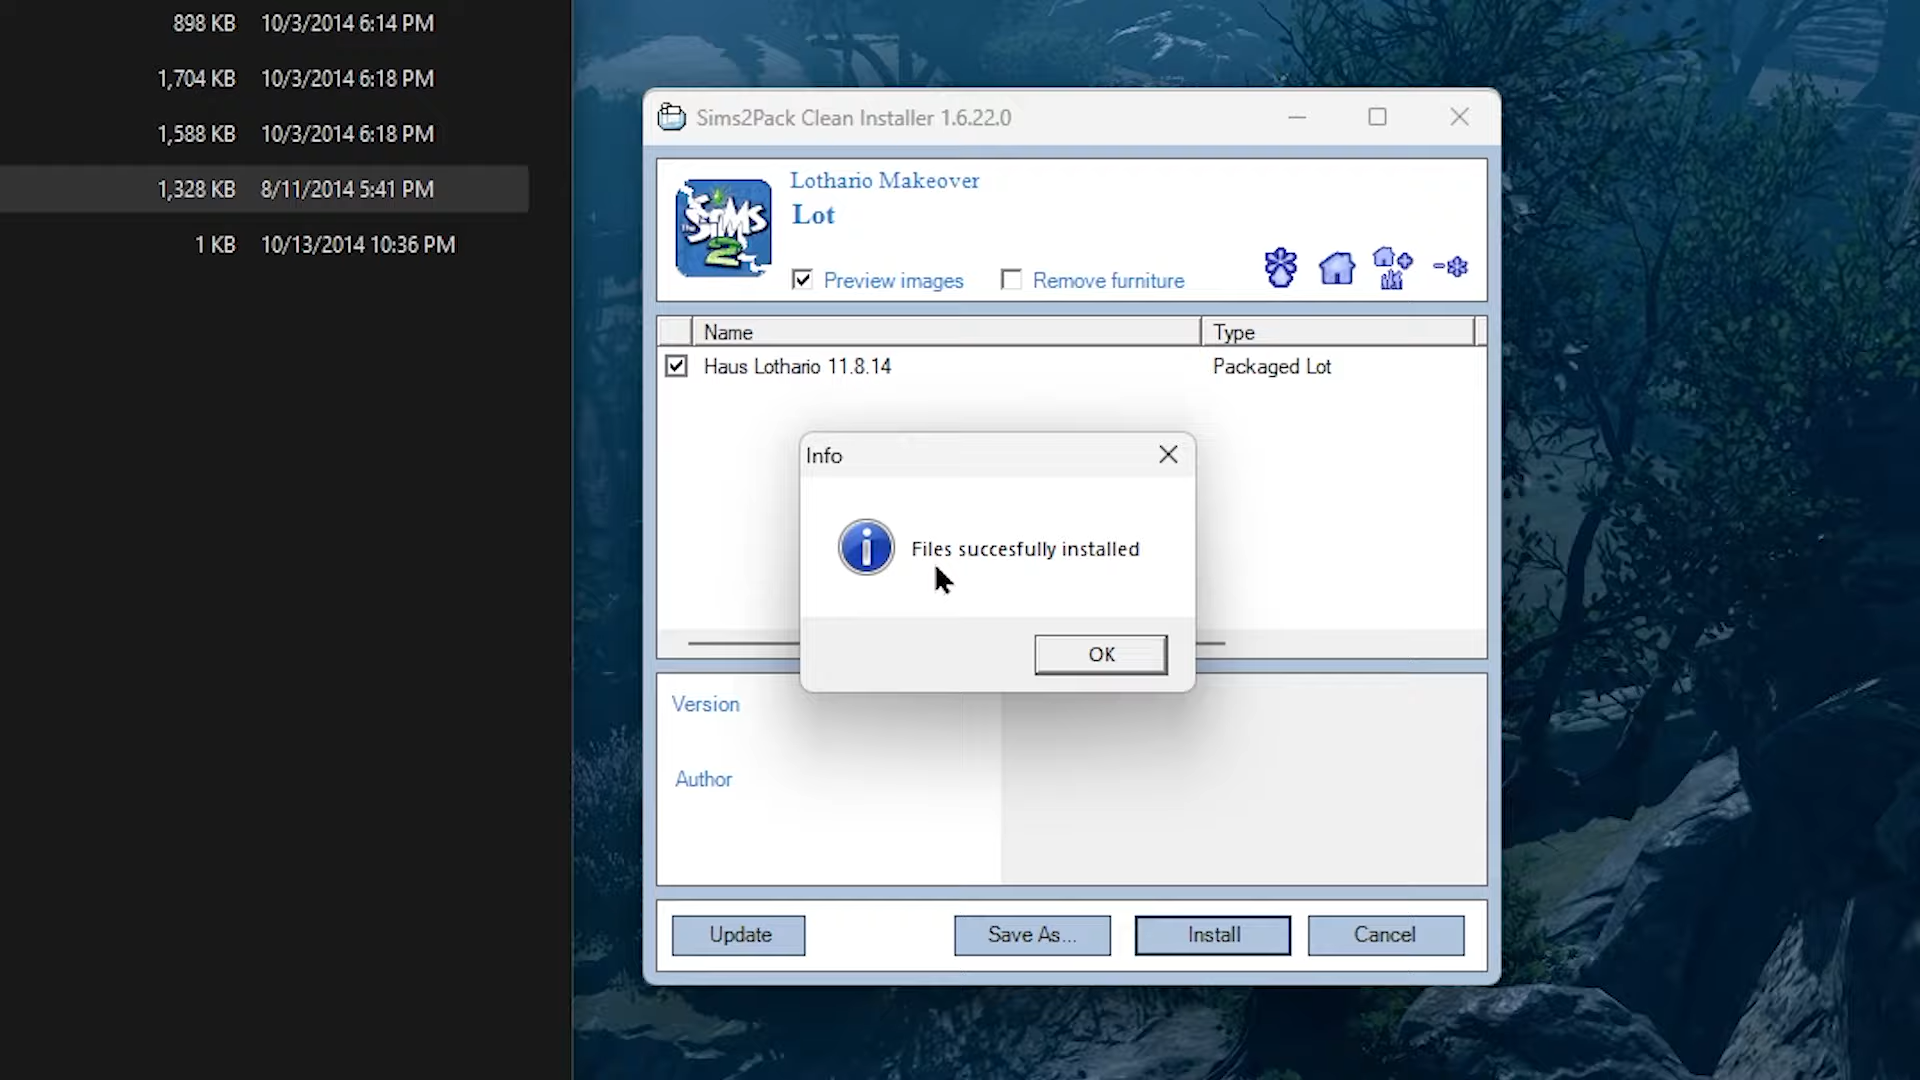 898 KB 10/3/2014 6:14 PM
1,704 KB 10/3/2014 6:18 PM
1,588 KB 10/3/2014 6:18 PM
1,328 KB 8/11/2014 5:41 PM
1 KB 10/13/2014 10:36 PM
Sims2Pack Clean Installer 1.6.22.0
THE SIMS 2
Lothario Makeover
Lot
Preview images Remove furniture
Name Type
Haus Lothario 11.8.14 Packaged Lot
Info
Files succesfully installed
OK
Version
Author
Update Save As... Install Cancel